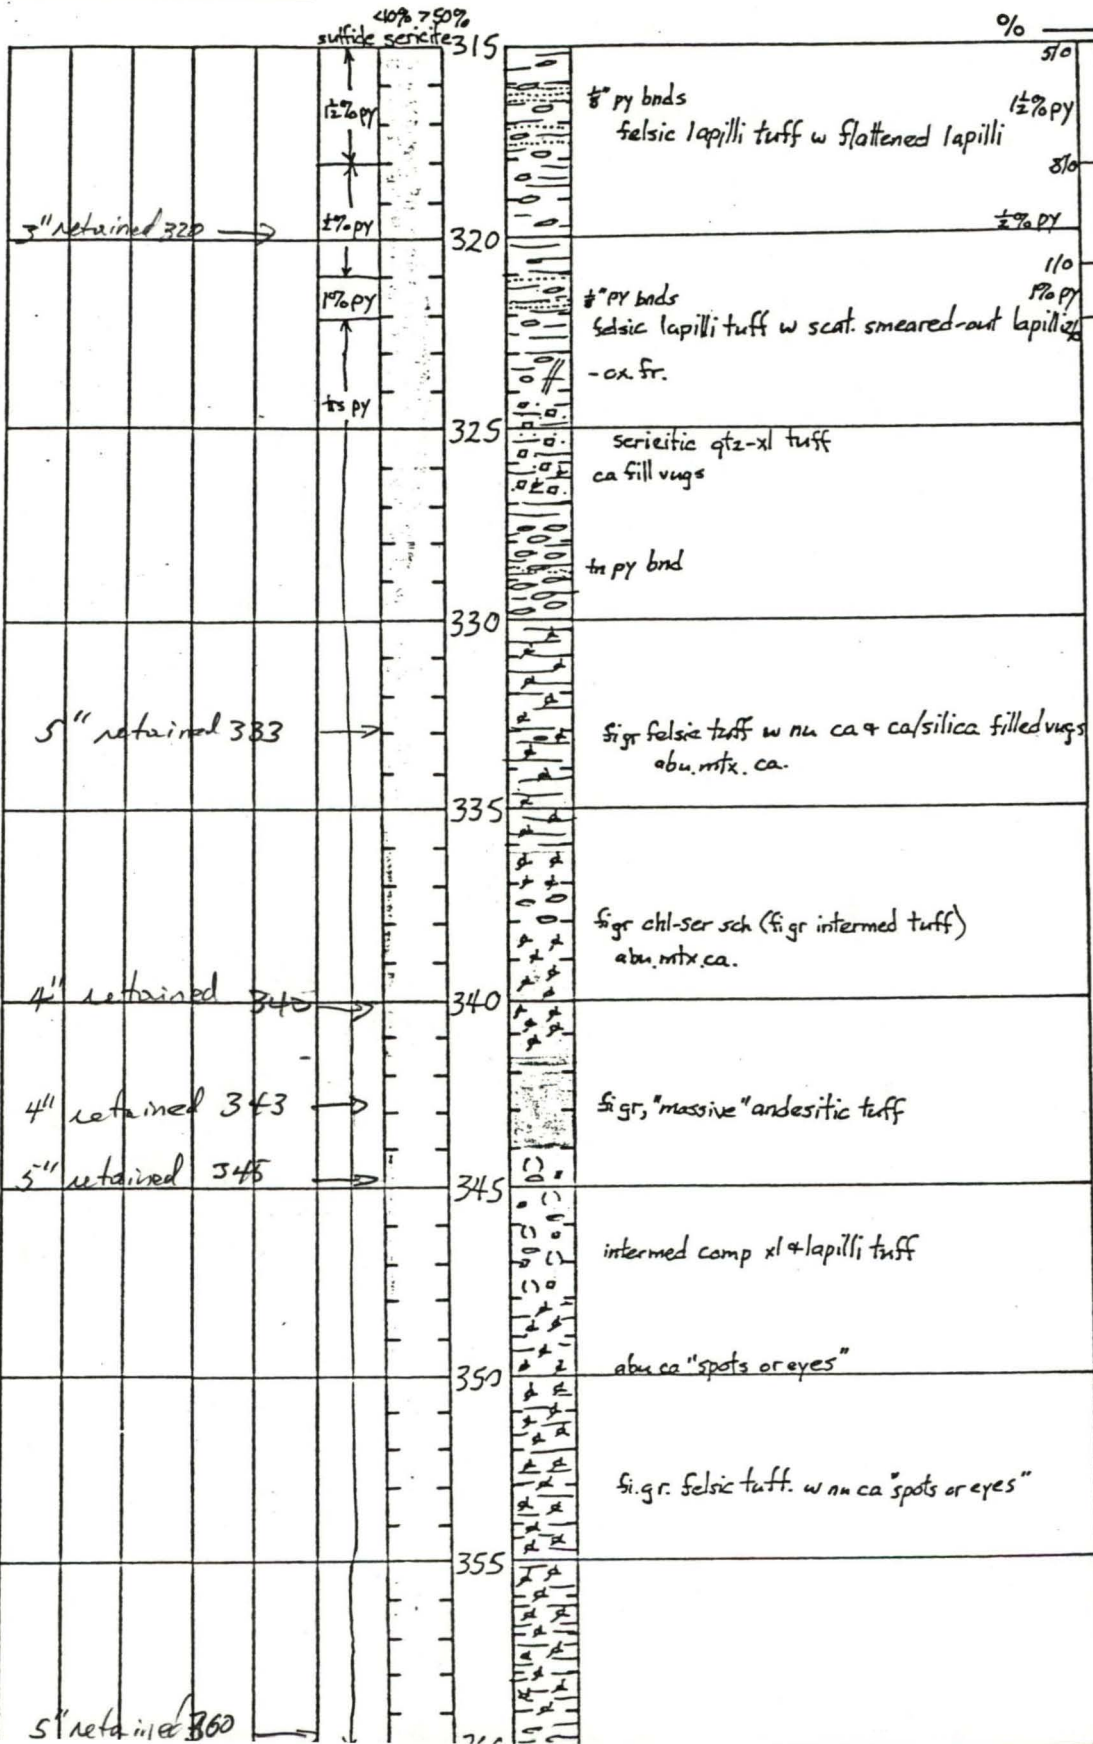 <10% >50%
sulfide sericite 315
%
5/0
1½% py
⅛" py bnds
felsic lapilli tuff w flattened lapilli
1½% py
8/0
½% py
½% py
3" retained 320
320
1/0
1% py
1% py
⅛" py bnds
felsic lapilli tuff w scat. smeared-out lapilli
- ox fr.
trs py
325
sericitic qtz-xl tuff
ca fill vugs
tn py bnd
330
5" retained 333
figr felsic tuff w nu ca & ca/silica filled vugs
abu. mtx. ca.
335
figr chl-ser sch (figr intermed tuff)
abu. mtx. ca.
4" retained 340
340
4" retained 343
figr, "massive" andesitic tuff
5" retained 345
345
intermed comp xl & lapilli tuff
abu ca "spots or eyes"
350
fi.gr. felsic tuff. w nu ca "spots or eyes"
355
5" retained 360
360